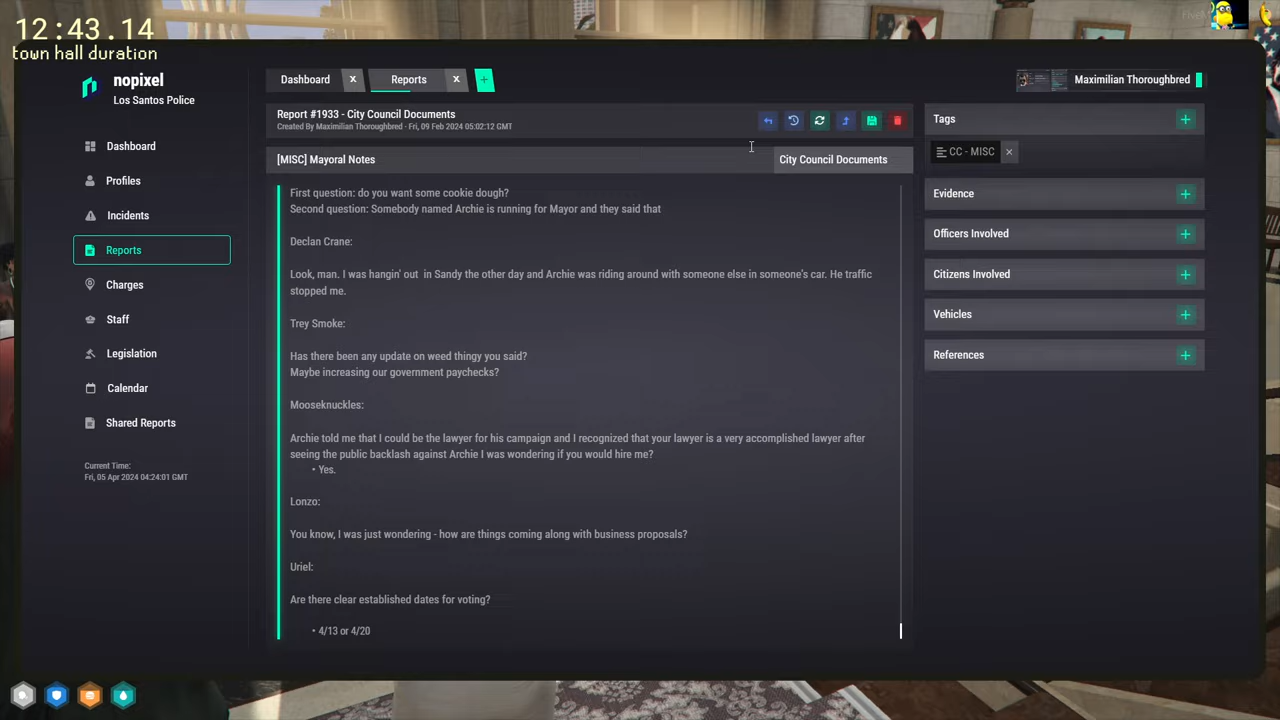 12:43.14
town hall duration
nopixel
Los Santos Police
Dashboard
Profiles
Incidents
Reports
Charges
Staff
Legislation
Calendar
Shared Reports
Current Time:
Fri, 05 Apr 2024 04:24:01 GMT
Dashboard x Reports x +
Maximilian Thoroughbred
Report #1933 - City Council Documents
Created By Maximilian Thoroughbred · Fri, 09 Feb 2024 05:02:12 GMT
[MISC] Mayoral Notes
City Council Documents
First question: do you want some cookie dough?
Second question: Somebody named Archie is running for Mayor and they said that
Declan Crane:
Look, man. I was hangin' out in Sandy the other day and Archie was riding around with someone else in someone's car. He traffic
stopped me.
Trey Smoke:
Has there been any update on weed thingy you said?
Maybe increasing our government paychecks?
Mooseknuckles:
Archie told me that I could be the lawyer for his campaign and I recognized that your lawyer is a very accomplished lawyer after
seeing the public backlash against Archie I was wondering if you would hire me?
• Yes.
Lonzo:
You know, I was just wondering - how are things coming along with business proposals?
Uriel:
Are there clear established dates for voting?
• 4/13 or 4/20
Tags
CC - MISC x
Evidence
Officers Involved
Citizens Involved
Vehicles
References